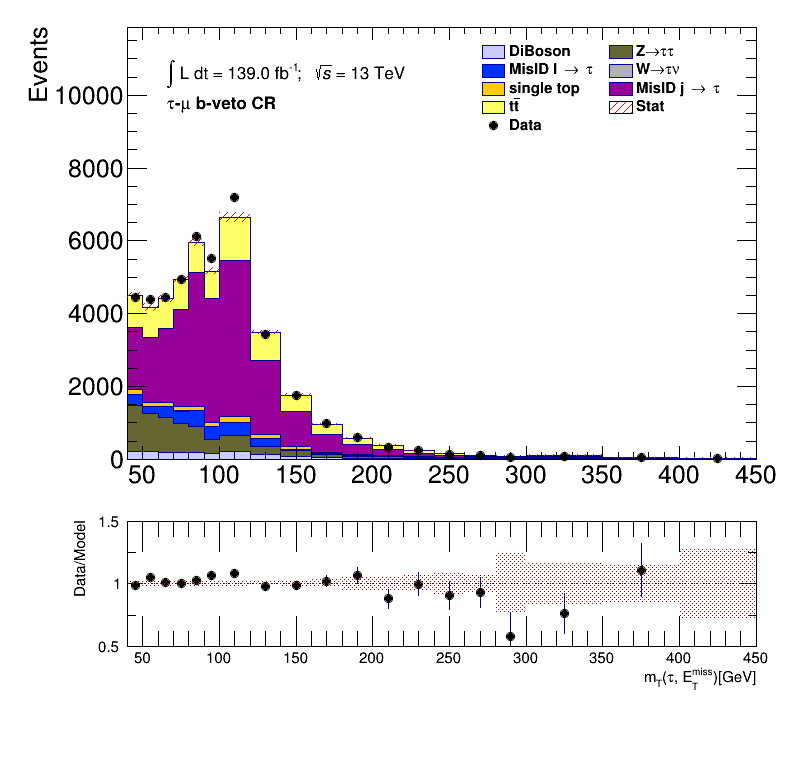 Events
10000
8000
6000
4000
2000
0
∫ L dt = 139.0 fb⁻¹; √s = 13 TeV
τ-μ b-veto CR
DiBoson
MisID l → τ
single top
tt̄
Data
Z→ττ
W→τν
MisID j → τ
Stat
50 100 150 200 250 300 350 400 450
Data/Model
1.5
1
0.5
50 100 150 200 250 300 350 400 450
m_T(τ, E_T^miss)[GeV]